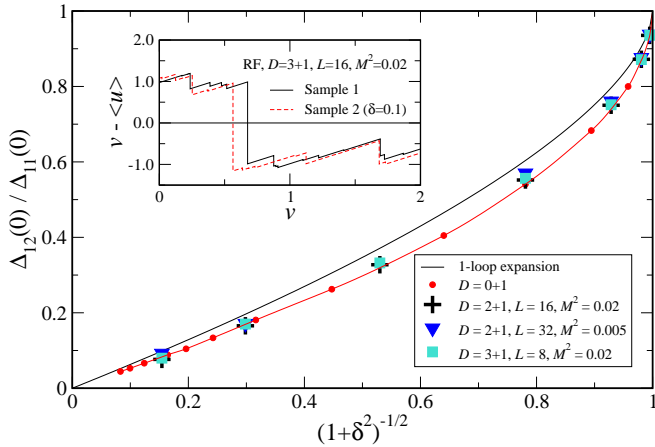 1
0.8
0.6
0.4
0.2
0
Δ₁₂(0) / Δ₁₁(0)
2.0
1.0
0.0
-1.0
v - <u>
RF, D=3+1, L=16, M²=0.02
Sample 1
Sample 2 (δ=0.1)
0
1
2
v
1-loop expansion
D = 0+1
D = 2+1, L = 16, M² = 0.02
D = 2+1, L = 32, M² = 0.005
D = 3+1, L = 8, M² = 0.02
0
0.2
0.4
0.6
0.8
1
(1+δ²)⁻¹/²